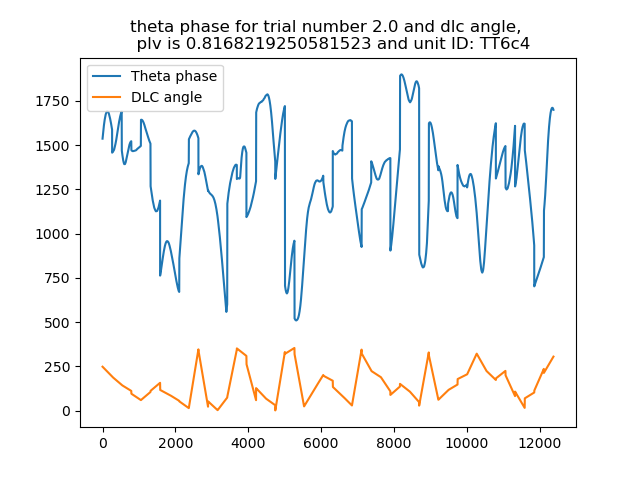 theta phase for trial number 2.0 and dlc angle,
plv is 0.8168219250581523 and unit ID: TT6c4
Theta phase
DLC angle
1750
1500
1250
1000
750
500
250
0
0 2000 4000 6000 8000 10000 12000